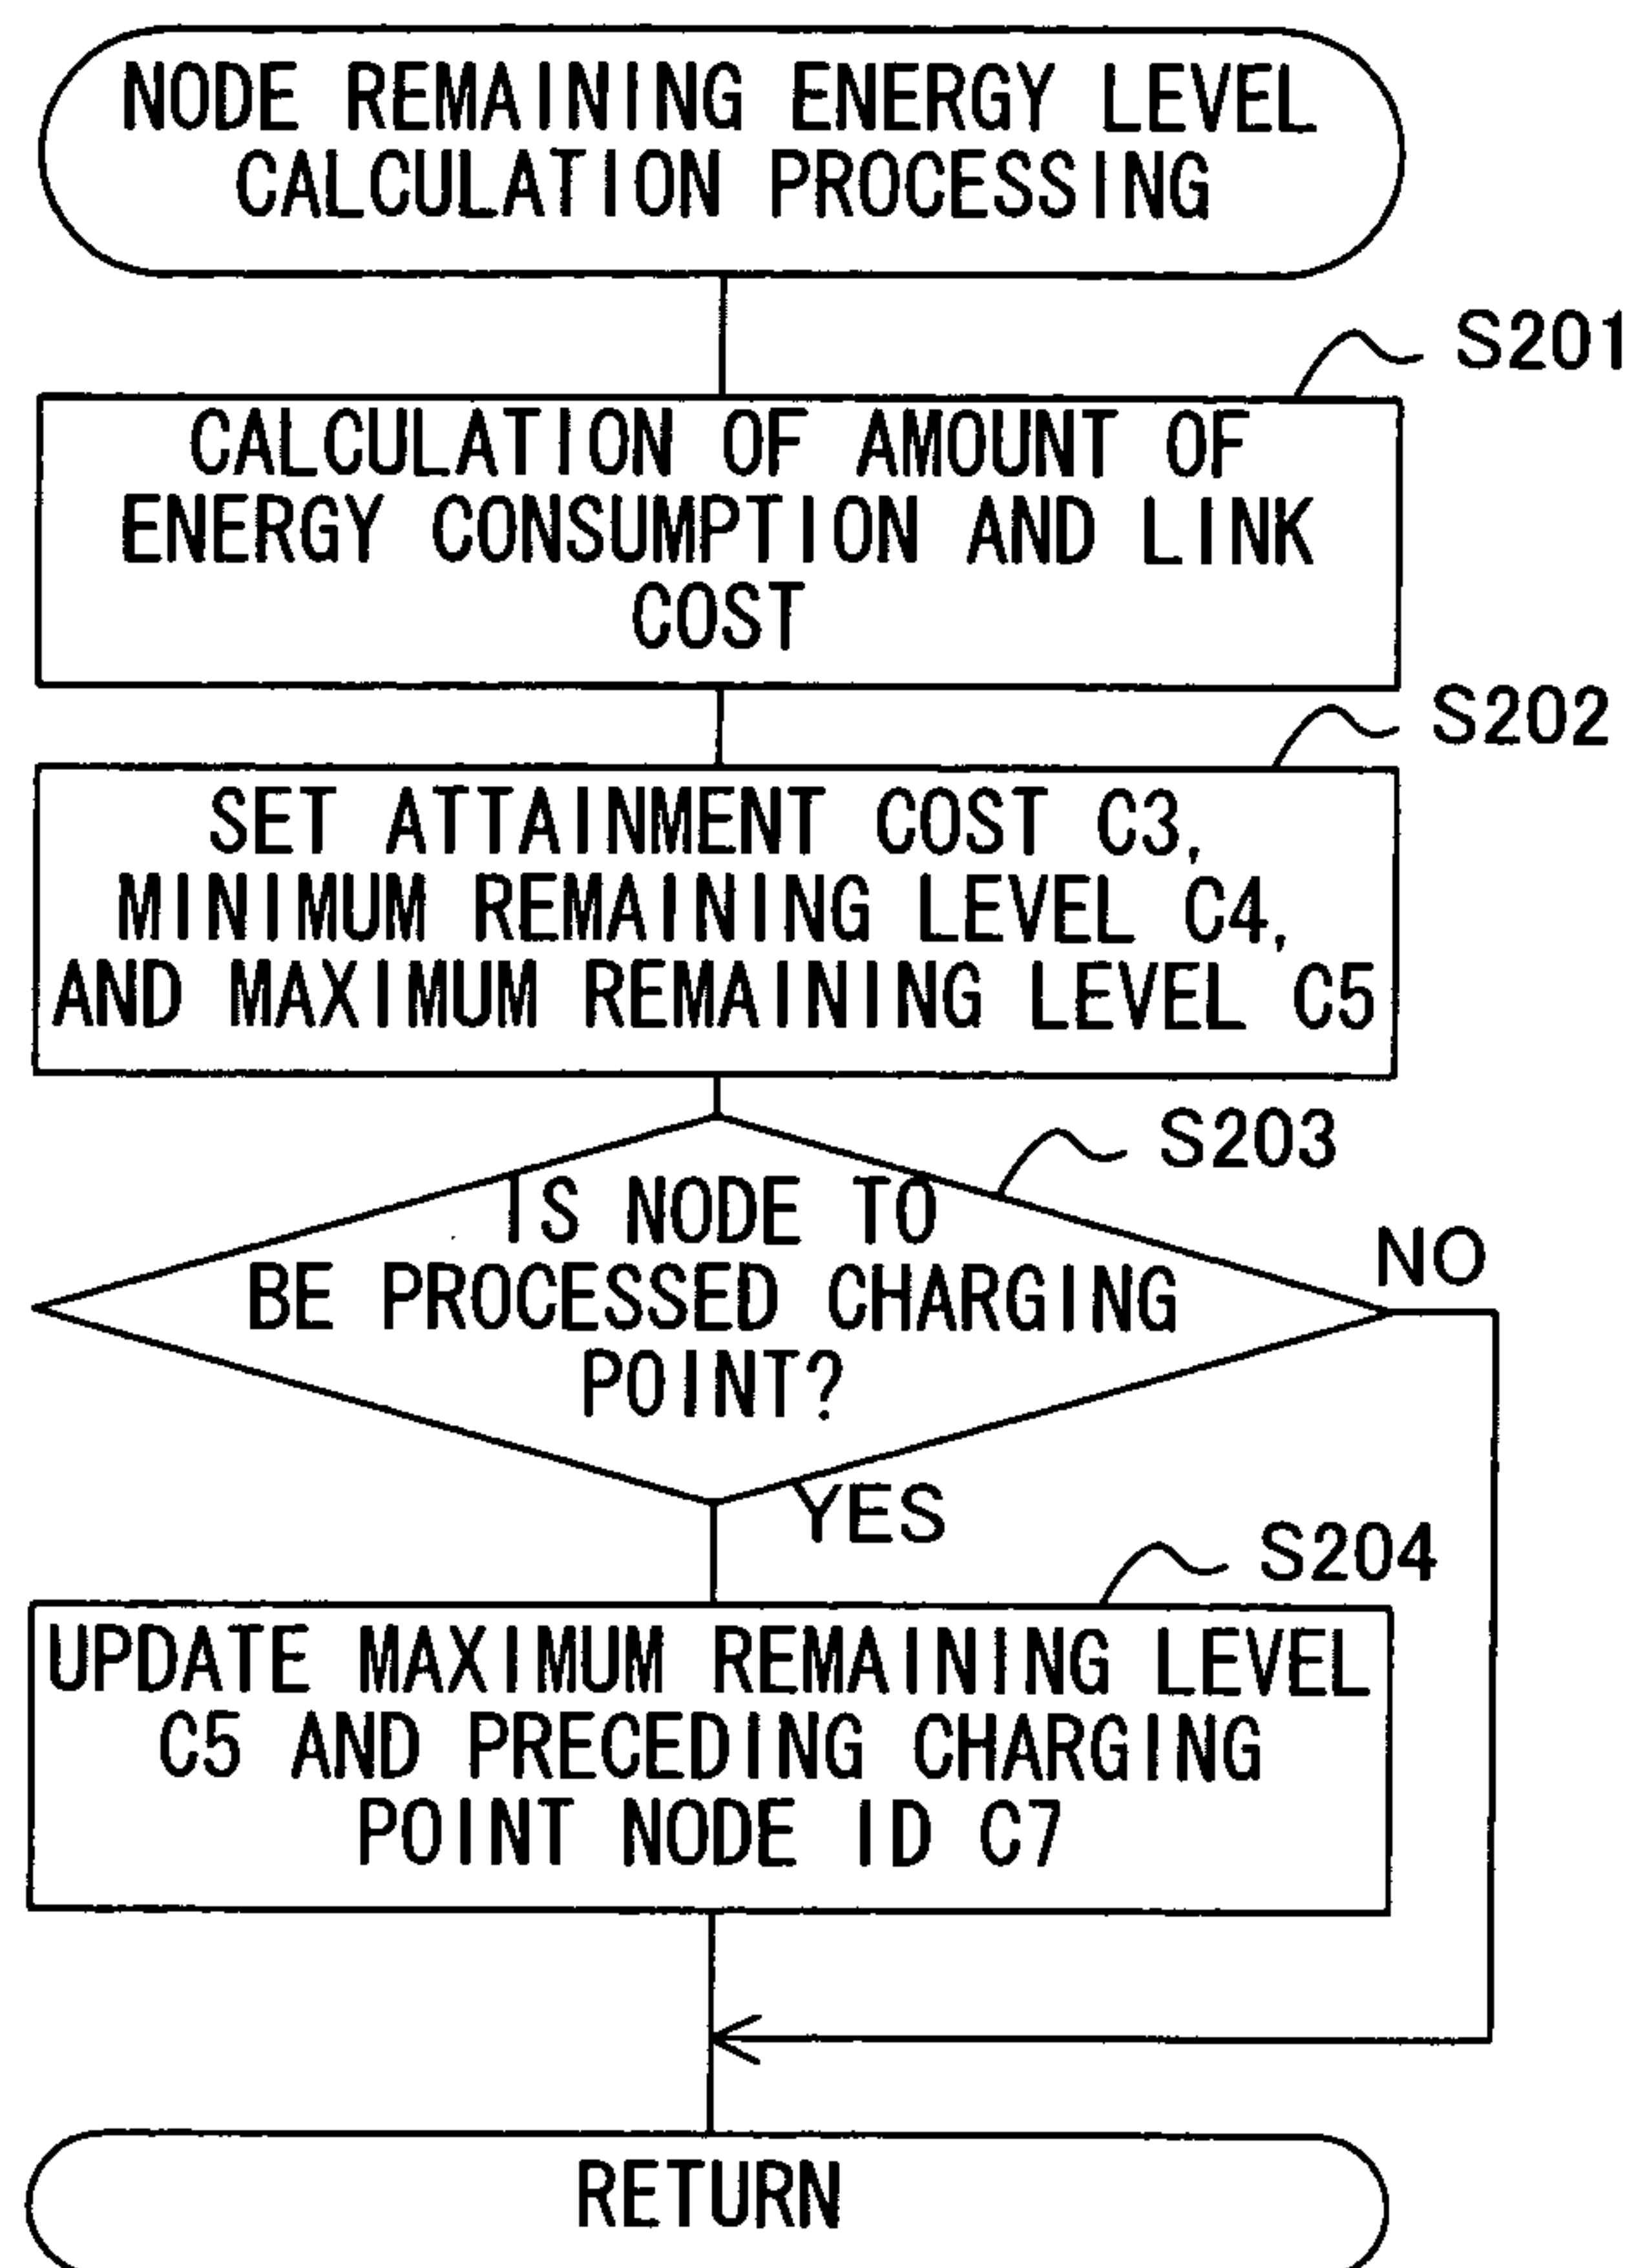 NODE REMAINING ENERGY LEVEL
CALCULATION PROCESSING
S201
CALCULATION OF AMOUNT OF
ENERGY CONSUMPTION AND LINK
COST
S202
SET ATTAINMENT COST C3,
MINIMUM REMAINING LEVEL C4,
AND MAXIMUM REMAINING LEVEL C5
S203
IS NODE TO
BE PROCESSED CHARGING
POINT?
NO
YES
S204
UPDATE MAXIMUM REMAINING LEVEL
C5 AND PRECEDING CHARGING
POINT NODE ID C7
RETURN